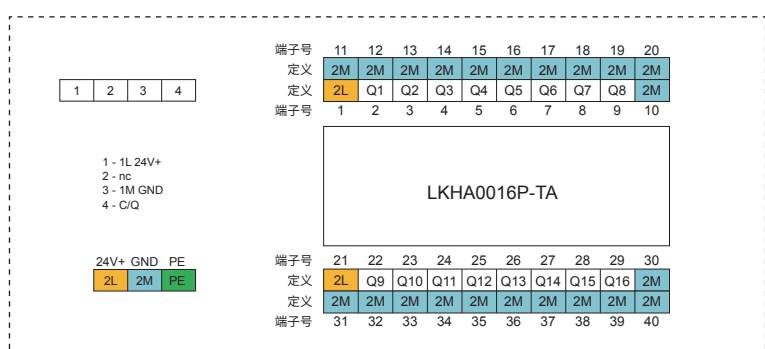 端子号 11 12 13 14 15 16 17 18 19 20
定义 2M 2M 2M 2M 2M 2M 2M 2M 2M 2M
定义 2L Q1 Q2 Q3 Q4 Q5 Q6 Q7 Q8 2M
端子号 1 2 3 4 5 6 7 8 9 10
1 2 3 4
1 - 1L 24V+
2 - nc
3 - 1M GND
4 - C/Q
LKHA0016P-TA
24V+ GND PE
2L 2M PE
端子号 21 22 23 24 25 26 27 28 29 30
定义 2L Q9 Q10 Q11 Q12 Q13 Q14 Q15 Q16 2M
定义 2M 2M 2M 2M 2M 2M 2M 2M 2M 2M
端子号 31 32 33 34 35 36 37 38 39 40